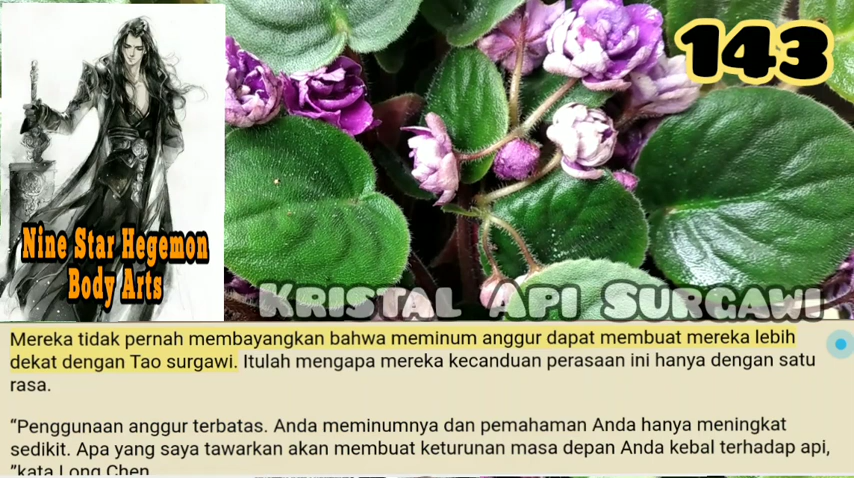 143
Nine Star Hegemon
Body Arts
Kristal Api Surgawi
Mereka tidak pernah membayangkan bahwa meminum anggur dapat membuat mereka lebih
dekat dengan Tao surgawi. Itulah mengapa mereka kecanduan perasaan ini hanya dengan satu
rasa.
“Penggunaan anggur terbatas. Anda meminumnya dan pemahaman Anda hanya meningkat
sedikit. Apa yang saya tawarkan akan membuat keturunan masa depan Anda kebal terhadap api,
”kata Long Chen